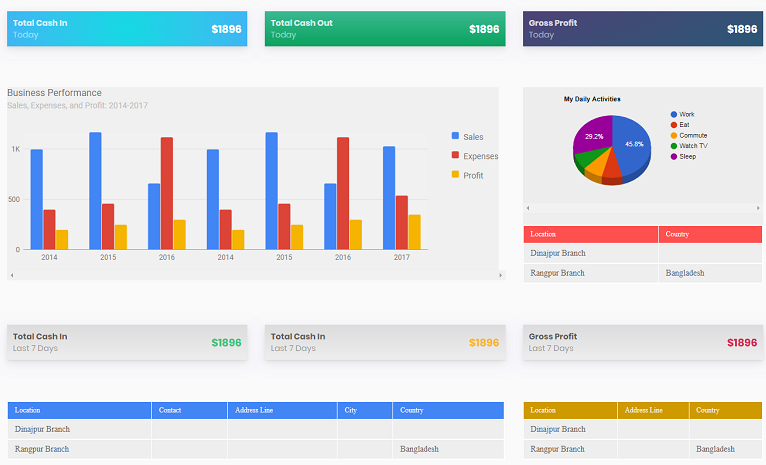 Total Cash In
Today
$1896
Total Cash Out
Today
$1896
Gross Profit
Today
$1896
Business Performance
Sales, Expenses, and Profit: 2014-2017
1K
500
0
2014
2015
2016
2014
2015
2016
2017
Sales
Expenses
Profit
My Daily Activities
29.2%
45.8%
Work
Eat
Commute
Watch TV
Sleep
Location Country
Dinajpur Branch
Rangpur Branch Bangladesh
Total Cash In
Last 7 Days
$1896
Total Cash In
Last 7 Days
$1896
Gross Profit
Last 7 Days
$1896
Location Contact Address Line City Country
Dinajpur Branch
Rangpur Branch Bangladesh
Location Address Line Country
Dinajpur Branch
Rangpur Branch Bangladesh